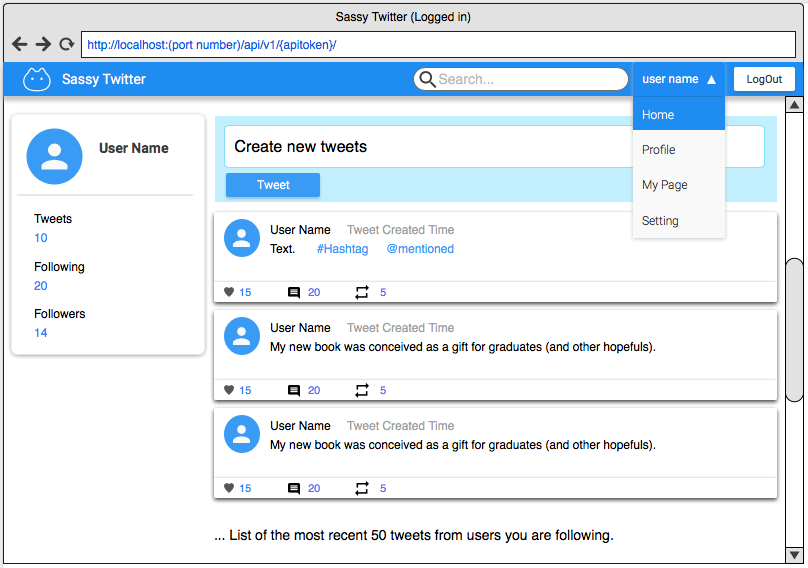 Sassy Twitter (Logged in)
http://localhost:(port number)/api/v1/{apitoken}/
Sassy Twitter
Search...
user name ▲
LogOut
Home
Profile
My Page
Setting
User Name
Tweets
10
Following
20
Followers
14
Create new tweets
Tweet
User Name Tweet Created Time
Text. #Hashtag @mentioned
15 20 5
User Name Tweet Created Time
My new book was conceived as a gift for graduates (and other hopefuls).
15 20 5
User Name Tweet Created Time
My new book was conceived as a gift for graduates (and other hopefuls).
15 20 5
... List of the most recent 50 tweets from users you are following.